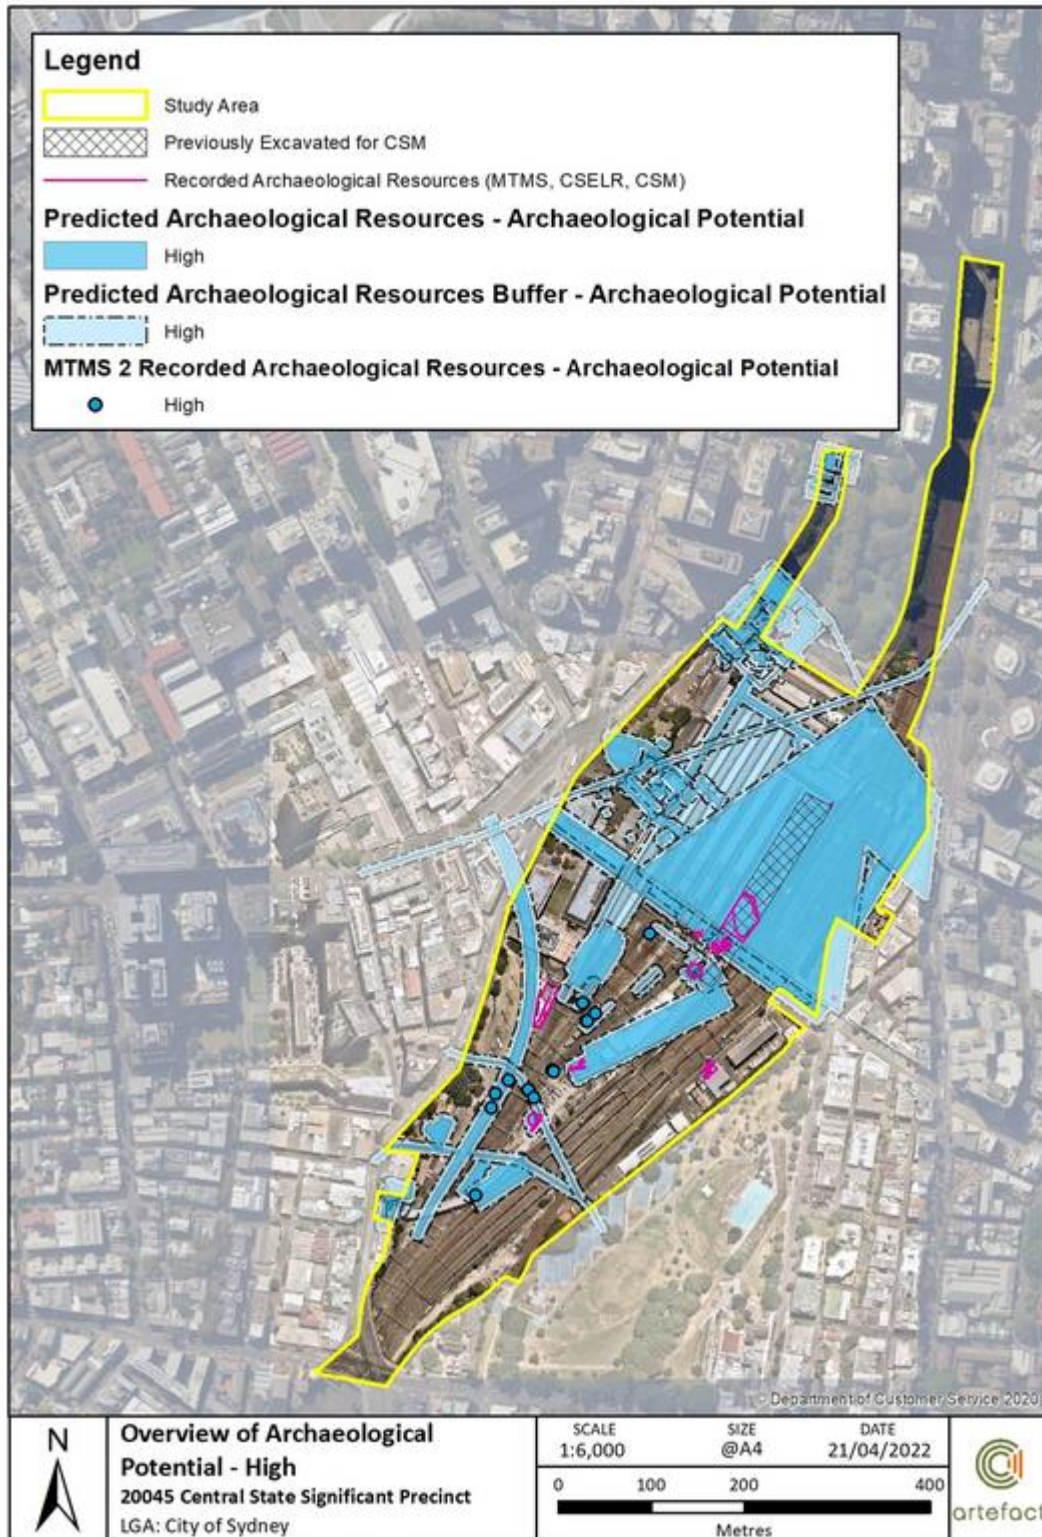 Legend
Study Area
Previously Excavated for CSM
Recorded Archaeological Resources (MTMS, CSELR, CSM)
Predicted Archaeological Resources - Archaeological Potential
High
Predicted Archaeological Resources Buffer - Archaeological Potential
High
MTMS 2 Recorded Archaeological Resources - Archaeological Potential
High
© Department of Customer Service 2020
N
Overview of Archaeological
Potential - High
20045 Central State Significant Precinct
LGA: City of Sydney
SCALE
1:6,000
SIZE
@A4
DATE
21/04/2022
0 100 200 400
Metres
artefact